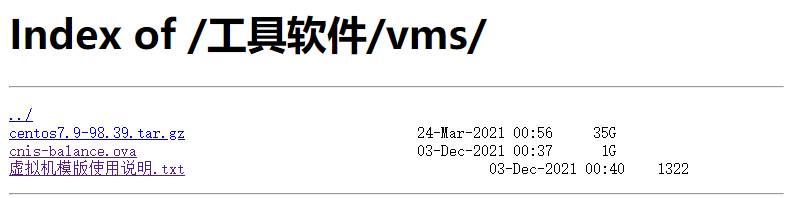 Index of /工具软件/vms/
../
centos7.9-98.39.tar.gz 24-Mar-2021 00:56 35G
cnis-balance.ova 03-Dec-2021 00:37 1G
虚拟机模版使用说明.txt 03-Dec-2021 00:40 1322